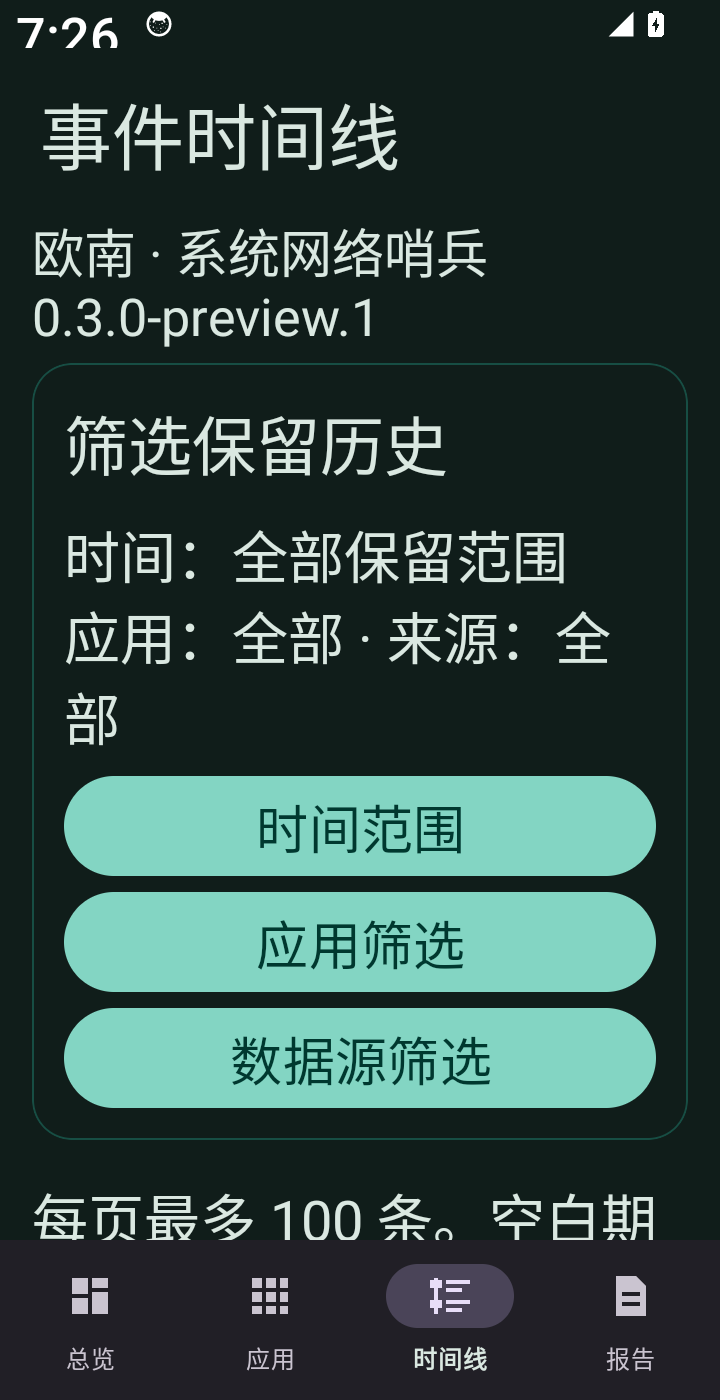 7:26
事件时间线
欧南 · 系统网络哨兵
0.3.0-preview.1
筛选保留历史
时间：全部保留范围
应用：全部 · 来源：全
部
时间范围
应用筛选
数据源筛选
每页最多 100 条。空白期
总览
应用
时间线
报告